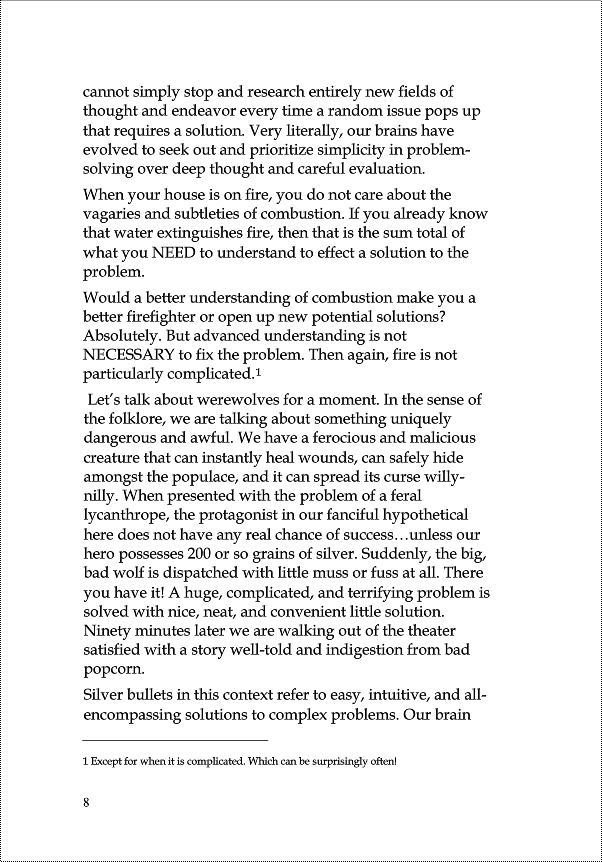 cannot simply stop and research entirely new fields of
thought and endeavor every time a random issue pops up
that requires a solution. Very literally, our brains have
evolved to seek out and prioritize simplicity in problem-
solving over deep thought and careful evaluation.
When your house is on fire, you do not care about the
vagaries and subtleties of combustion. If you already know
that water extinguishes fire, then that is the sum total of
what you NEED to understand to effect a solution to the
problem.
Would a better understanding of combustion make you a
better firefighter or open up new potential solutions?
Absolutely. But advanced understanding is not
NECESSARY to fix the problem. Then again, fire is not
particularly complicated.1
Let's talk about werewolves for a moment. In the sense of
the folklore, we are talking about something uniquely
dangerous and awful. We have a ferocious and malicious
creature that can instantly heal wounds, can safely hide
amongst the populace, and it can spread its curse willy-
nilly. When presented with the problem of a feral
lycanthrope, the protagonist in our fanciful hypothetical
here does not have any real chance of success…unless our
hero possesses 200 or so grains of silver. Suddenly, the big,
bad wolf is dispatched with little muss or fuss at all. There
you have it! A huge, complicated, and terrifying problem is
solved with nice, neat, and convenient little solution.
Ninety minutes later we are walking out of the theater
satisfied with a story well-told and indigestion from bad
popcorn.
Silver bullets in this context refer to easy, intuitive, and all-
encompassing solutions to complex problems. Our brain
1 Except for when it is complicated. Which can be surprisingly often!
8